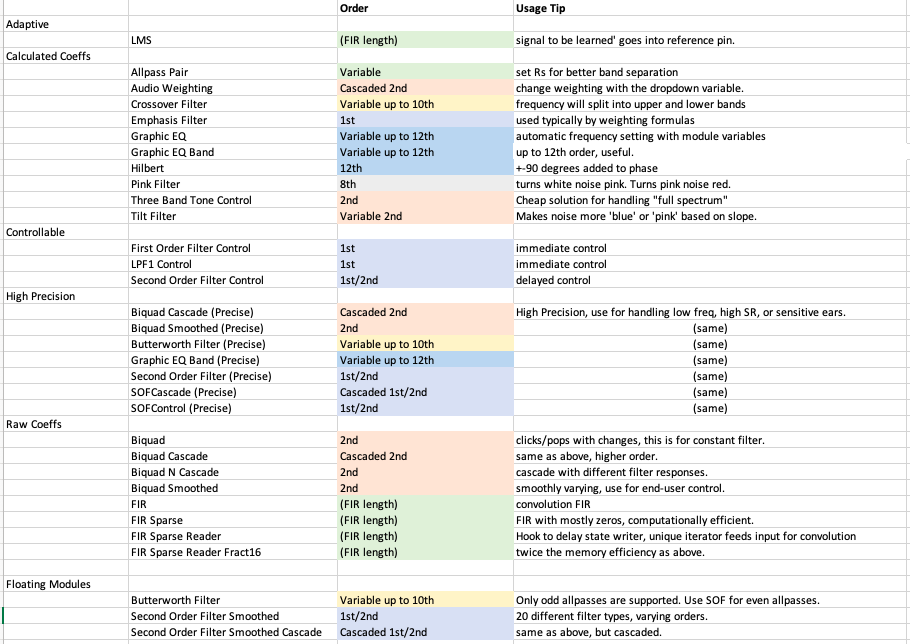 Order Usage Tip
Adaptive
LMS (FIR length) signal to be learned' goes into reference pin.
Calculated Coeffs
Allpass Pair Variable set Rs for better band separation
Audio Weighting Cascaded 2nd change weighting with the dropdown variable.
Crossover Filter Variable up to 10th frequency will split into upper and lower bands
Emphasis Filter 1st used typically by weighting formulas
Graphic EQ Variable up to 12th automatic frequency setting with module variables
Graphic EQ Band Variable up to 12th up to 12th order, useful.
Hilbert 12th +-90 degrees added to phase
Pink Filter 8th turns white noise pink. Turns pink noise red.
Three Band Tone Control 2nd Cheap solution for handling "full spectrum"
Tilt Filter Variable 2nd Makes noise more 'blue' or 'pink' based on slope.
Controllable
First Order Filter Control 1st immediate control
LPF1 Control 1st immediate control
Second Order Filter Control 1st/2nd delayed control
High Precision
Biquad Cascade (Precise) Cascaded 2nd High Precision, use for handling low freq, high SR, or sensitive ears.
Biquad Smoothed (Precise) 2nd (same)
Butterworth Filter (Precise) Variable up to 10th (same)
Graphic EQ Band (Precise) Variable up to 12th (same)
Second Order Filter (Precise) 1st/2nd (same)
SOFCascade (Precise) Cascaded 1st/2nd (same)
SOFControl (Precise) 1st/2nd (same)
Raw Coeffs
Biquad 2nd clicks/pops with changes, this is for constant filter.
Biquad Cascade Cascaded 2nd same as above, higher order.
Biquad N Cascade 2nd cascade with different filter responses.
Biquad Smoothed 2nd smoothly varying, use for end-user control.
FIR (FIR length) convolution FIR
FIR Sparse (FIR length) FIR with mostly zeros, computationally efficient.
FIR Sparse Reader (FIR length) Hook to delay state writer, unique iterator feeds input for convolution
FIR Sparse Reader Fract16 (FIR length) twice the memory efficiency as above.
Floating Modules
Butterworth Filter Variable up to 10th Only odd allpasses are supported. Use SOF for even allpasses.
Second Order Filter Smoothed 1st/2nd 20 different filter types, varying orders.
Second Order Filter Smoothed Cascade Cascaded 1st/2nd same as above, but cascaded.